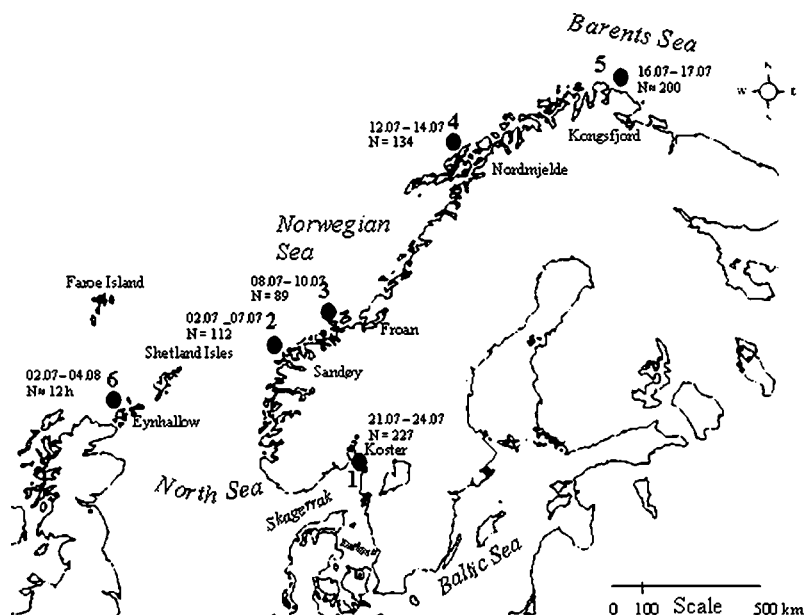 Barents Sea
5
16.07 – 17.07
N ≈ 200
N
W E
S
12.07 – 14.07
4
N = 134
Kongsfjord
Nordmjelde
Norwegian
Sea
Faroe Island
08.07 – 10.07
3
N = 89
02.07 _07.07
2
N = 112
Froan
Shetland Isles
Sandøy
02.07 – 04.08
6
N ≈ 12h
Eynhallow
21.07 – 24.07
N = 227
Koster
1
North Sea
Skagerrak
Baltic Sea
0 100 Scale 500 km